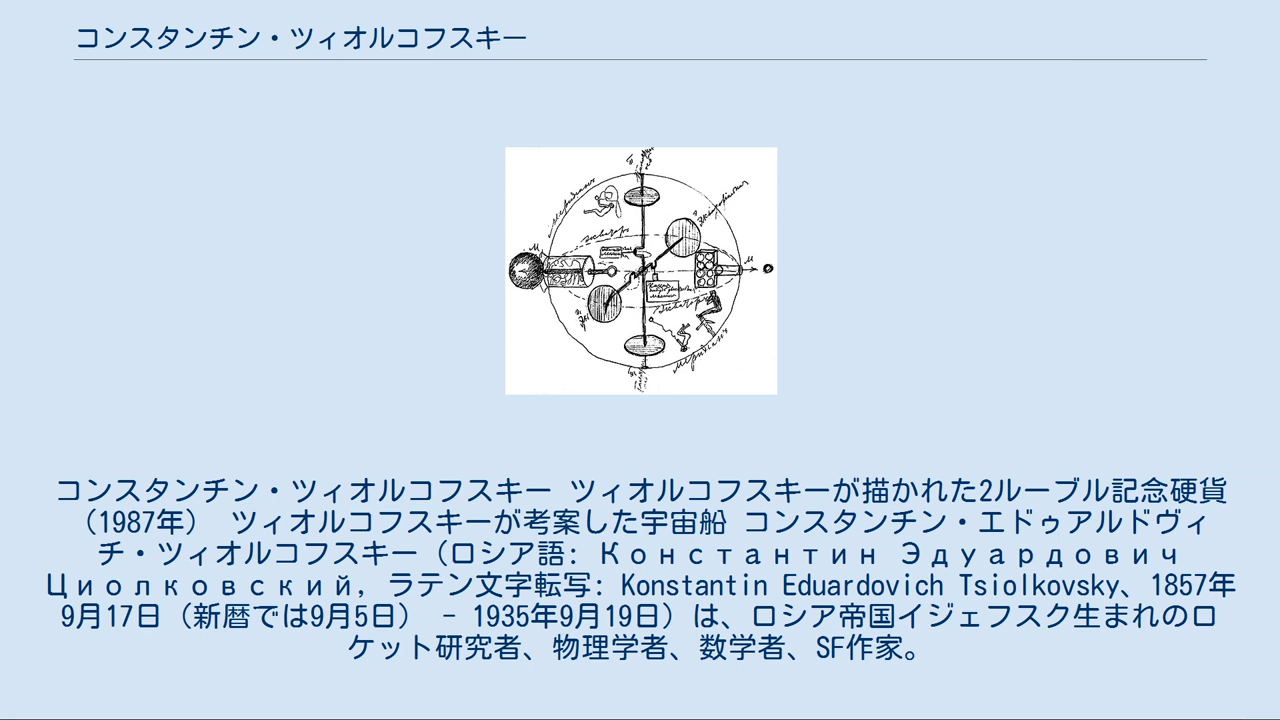 コンスタンチン・ツィオルコフスキー
コンスタンチン・ツィオルコフスキー ツィオルコフスキーが描かれた2ルーブル記念硬貨
（1987年） ツィオルコフスキーが考案した宇宙船 コンスタンチン・エドゥアルドヴィ
チ・ツィオルコフスキー（ロシア語: Константин Эдуардович
Циолковский, ラテン文字転写: Konstantin Eduardovich Tsiolkovsky、1857年
9月17日（新暦では9月5日） - 1935年9月19日）は、ロシア帝国イジェフスク生まれのロ
ケット研究者、物理学者、数学者、SF作家。